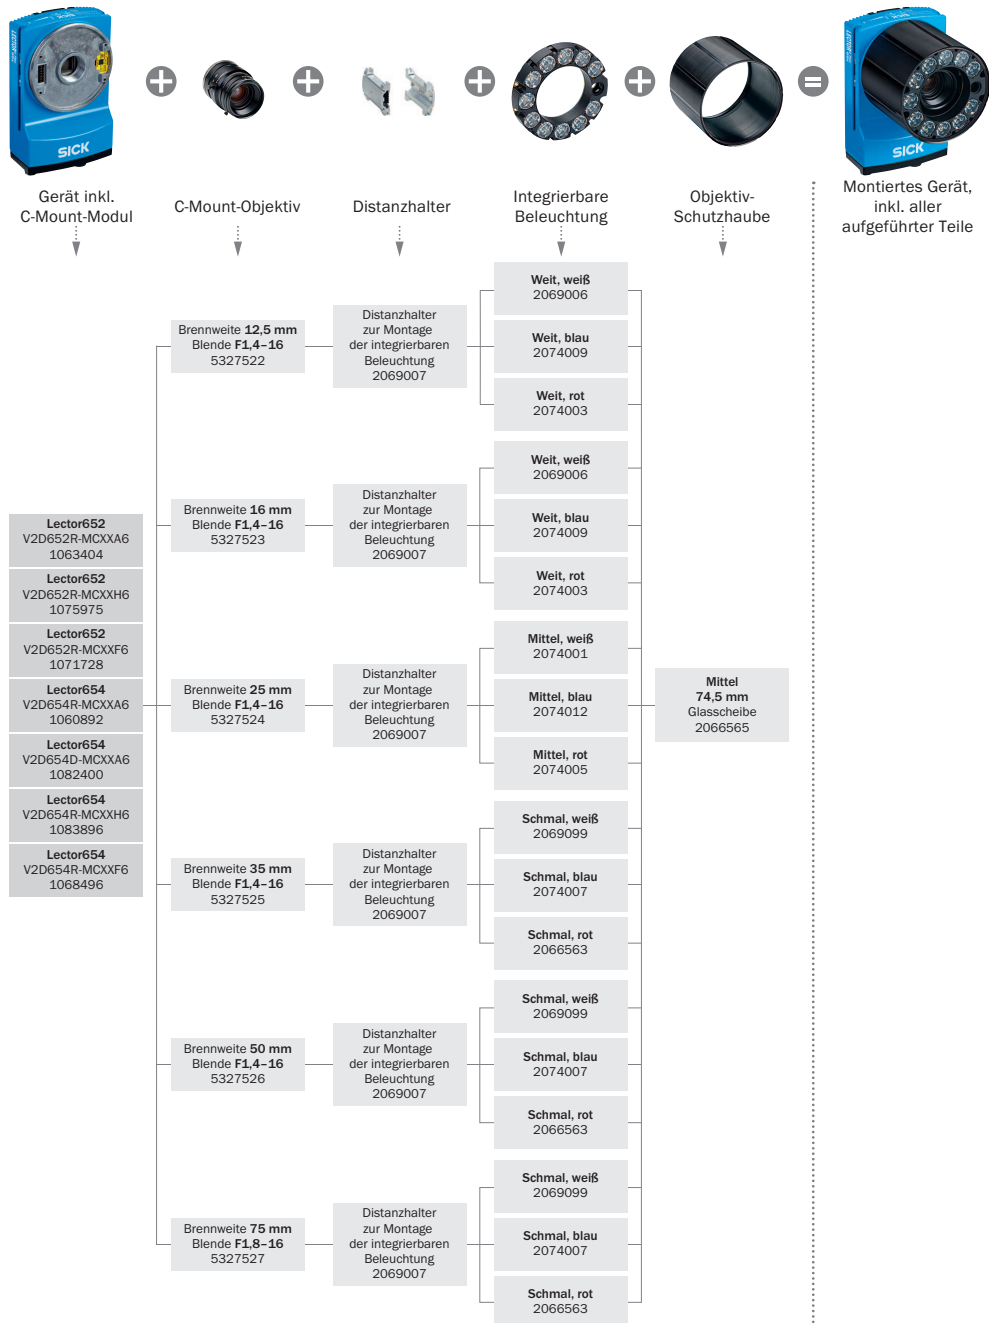 SICK
SICK
Gerät inkl.
C-Mount-Modul
C-Mount-Objektiv
Distanzhalter
Integrierbare
Beleuchtung
Objektiv-
Schutzhaube
Montiertes Gerät,
inkl. aller
aufgeführter Teile
Lector652
V2D652R-MCXXA6
1063404
Lector652
V2D652R-MCXXH6
1075975
Lector652
V2D652R-MCXXF6
1071728
Lector654
V2D654R-MCXXA6
1060892
Lector654
V2D654D-MCXXA6
1082400
Lector654
V2D654R-MCXXH6
1083896
Lector654
V2D654R-MCXXF6
1068496
Brennweite 12,5 mm
Blende F1,4–16
5327522
Distanzhalter
zur Montage
der integrierbaren
Beleuchtung
2069007
Weit, weiß
2069006
Weit, blau
2074009
Weit, rot
2074003
Brennweite 16 mm
Blende F1,4–16
5327523
Distanzhalter
zur Montage
der integrierbaren
Beleuchtung
2069007
Weit, weiß
2069006
Weit, blau
2074009
Weit, rot
2074003
Brennweite 25 mm
Blende F1,4–16
5327524
Distanzhalter
zur Montage
der integrierbaren
Beleuchtung
2069007
Mittel, weiß
2074001
Mittel, blau
2074012
Mittel, rot
2074005
Brennweite 35 mm
Blende F1,4–16
5327525
Distanzhalter
zur Montage
der integrierbaren
Beleuchtung
2069007
Schmal, weiß
2069099
Schmal, blau
2074007
Schmal, rot
2066563
Brennweite 50 mm
Blende F1,4–16
5327526
Distanzhalter
zur Montage
der integrierbaren
Beleuchtung
2069007
Schmal, weiß
2069099
Schmal, blau
2074007
Schmal, rot
2066563
Brennweite 75 mm
Blende F1,8–16
5327527
Distanzhalter
zur Montage
der integrierbaren
Beleuchtung
2069007
Schmal, weiß
2069099
Schmal, blau
2074007
Schmal, rot
2066563
Mittel
74,5 mm
Glasscheibe
2066565